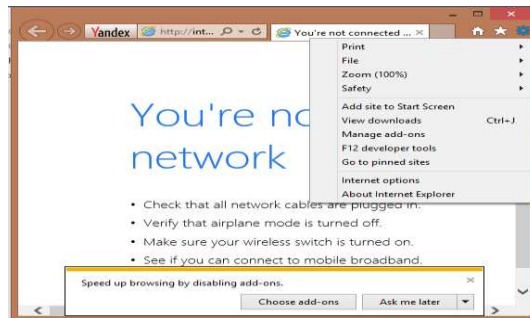 Yandex http://int... You're not connected ...
Print
File
Zoom (100%)
Safety
Add site to Start Screen
View downloads Ctrl+J
Manage add-ons
F12 developer tools
Go to pinned sites
Internet options
About Internet Explorer
You're no
network
• Check that all network cables are plugged in.
• Verify that airplane mode is turned off.
• Make sure your wireless switch is turned on.
• See if you can connect to mobile broadband.
Speed up browsing by disabling add-ons.
Choose add-ons Ask me later